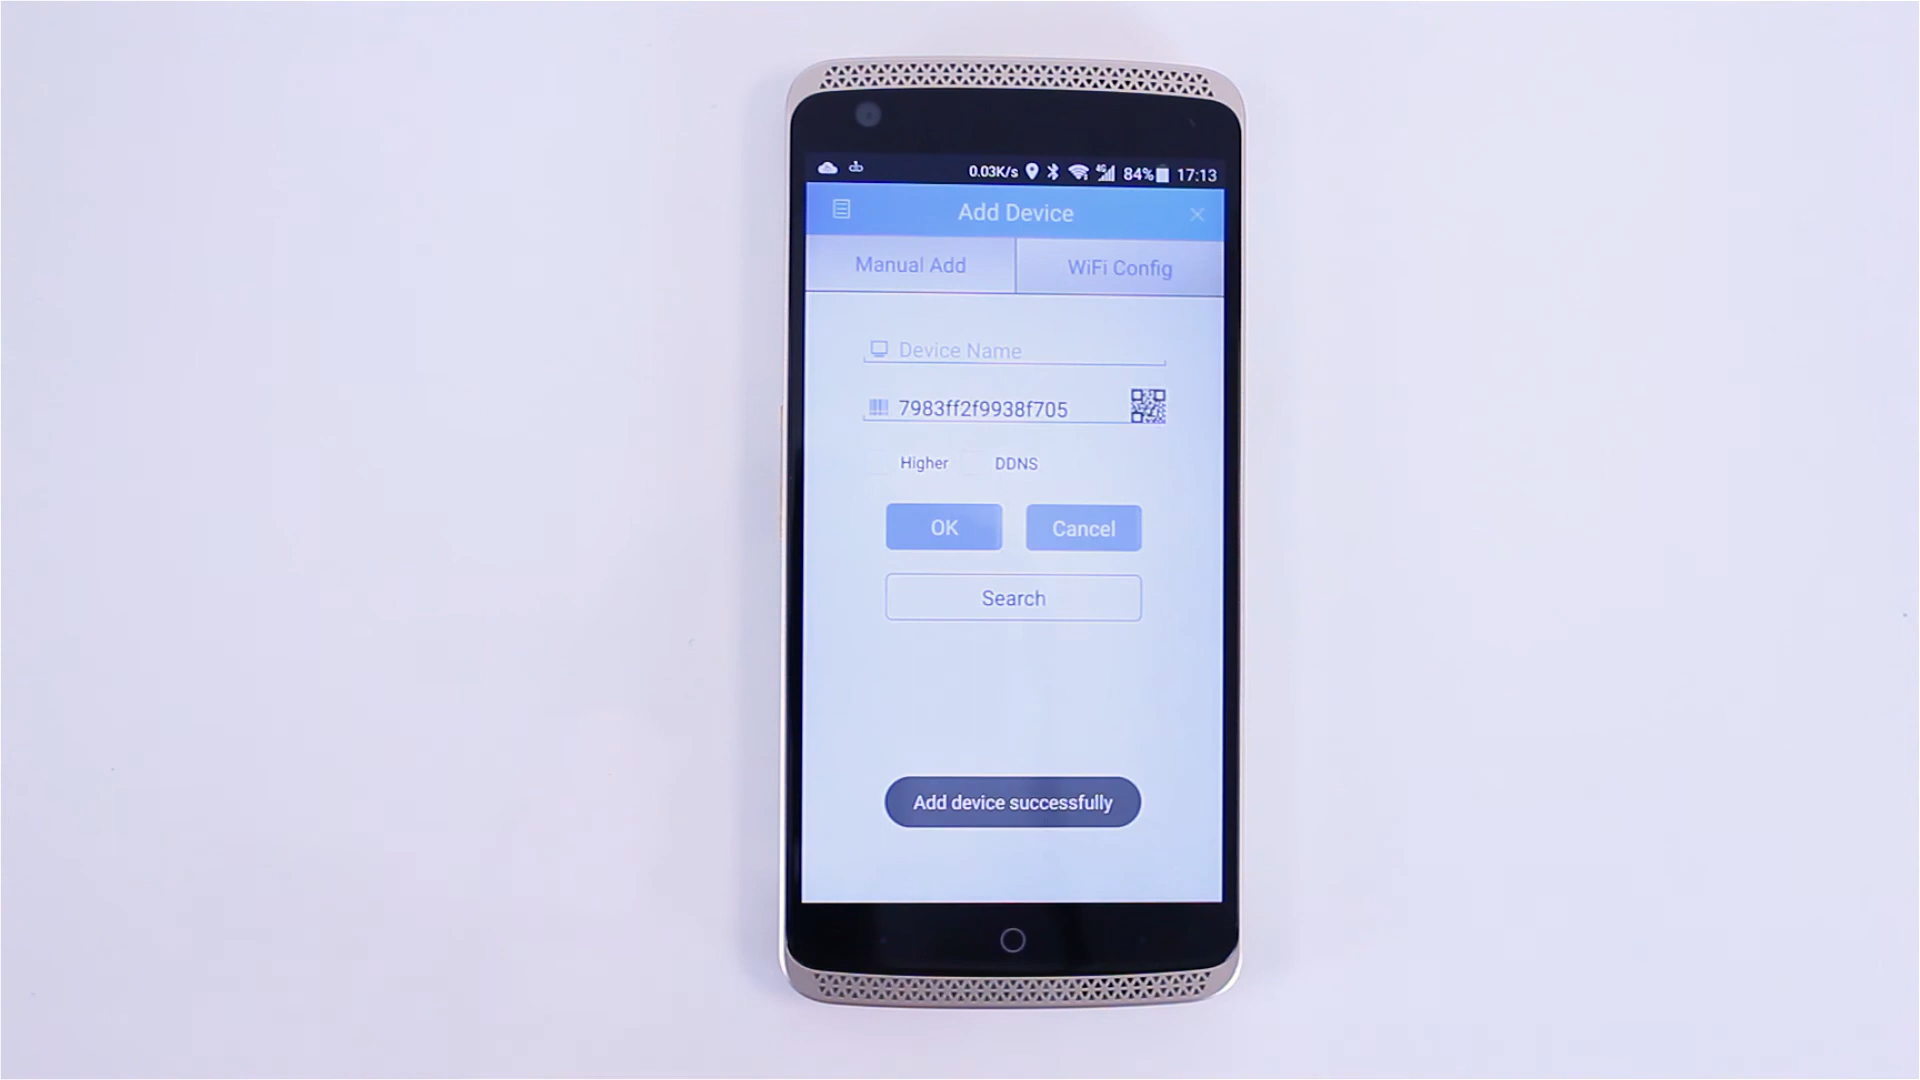 0.03K/s 4G 84% 17:13
Add Device
Manual Add WiFi Config
Device Name
7983ff2f9938f705
Higher DDNS
OK Cancel
Search
Add device successfully